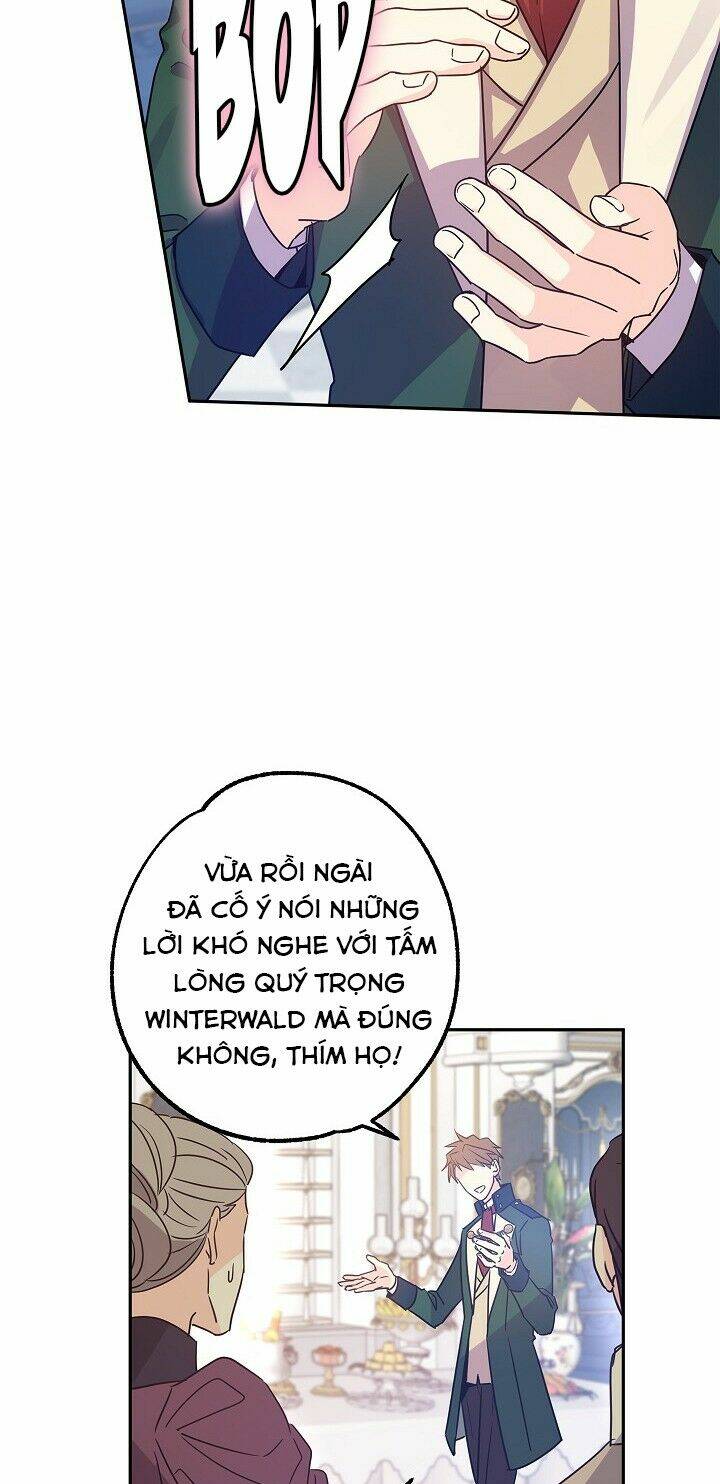 BÓP
VỪA RỒI NGÀI
ĐÃ CỐ Ý NÓI NHỮNG
LỜI KHÓ NGHE VỚI TẤM
LÒNG QUÝ TRỌNG
WINTERWALD MÀ ĐÚNG
KHÔNG, THÍM HỌ!